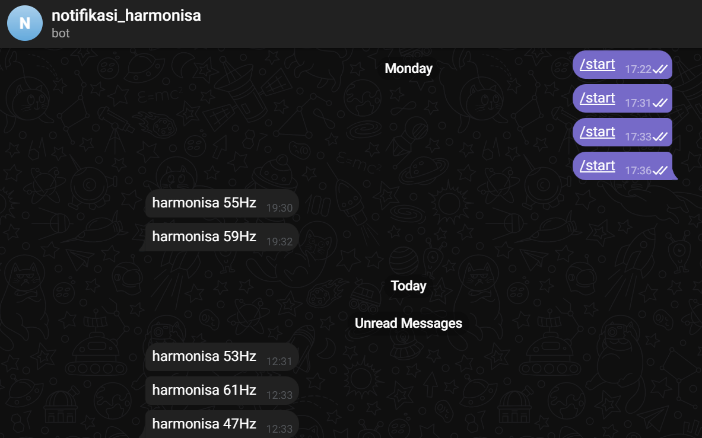 N
notifikasi_harmonisa
bot
Monday
/start 17:22
/start 17:31
/start 17:33
/start 17:36
harmonisa 55Hz 19:30
harmonisa 59Hz 19:32
Today
Unread Messages
harmonisa 53Hz 12:31
harmonisa 61Hz 12:33
harmonisa 47Hz 12:33